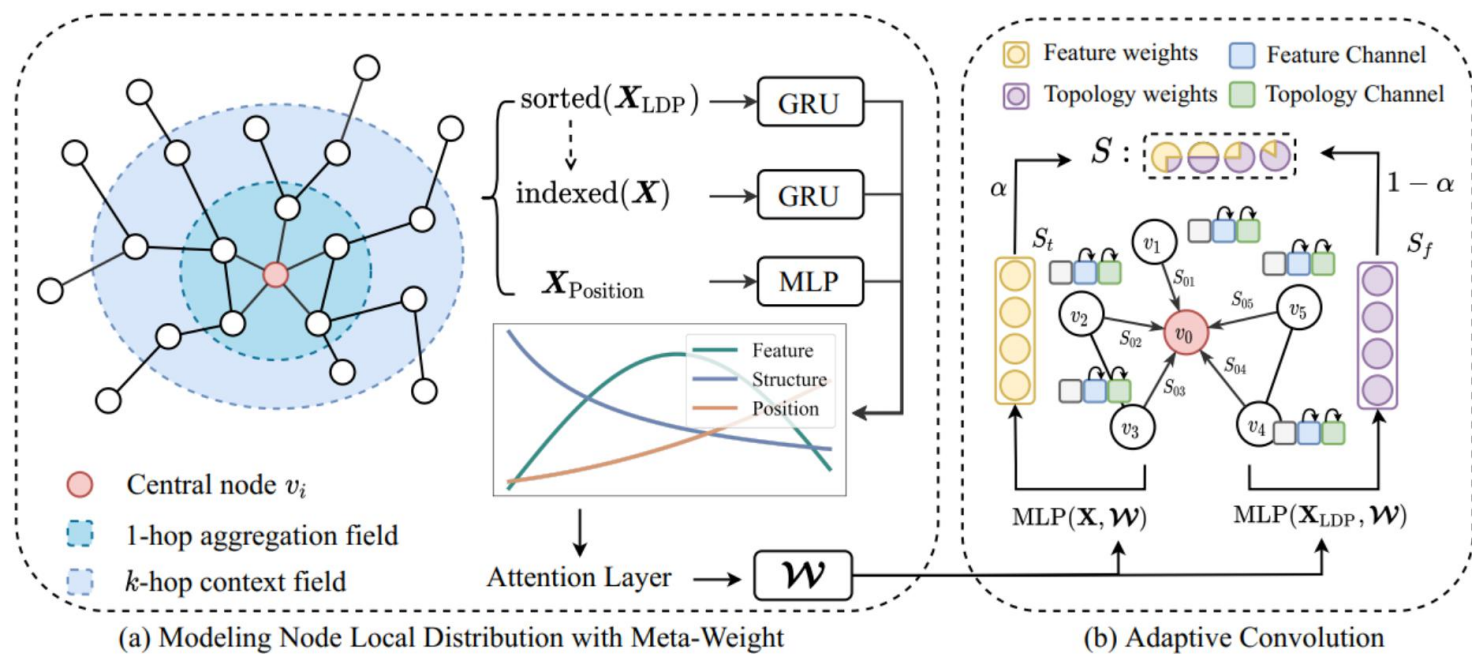 sorted(X_LDP)
GRU
indexed(X)
GRU
X_Position
MLP
Feature
Structure
Position
Central node v_i
1-hop aggregation field
k-hop context field
Attention Layer
𝓦
(a) Modeling Node Local Distribution with Meta-Weight
Feature weights
Feature Channel
Topology weights
Topology Channel
S :
α
1 − α
S_t
S_f
v_1
v_2
v_5
v_0
v_3
v_4
S_01
S_02
S_05
S_03
S_04
MLP(X, 𝓦)
MLP(X_LDP, 𝓦)
(b) Adaptive Convolution